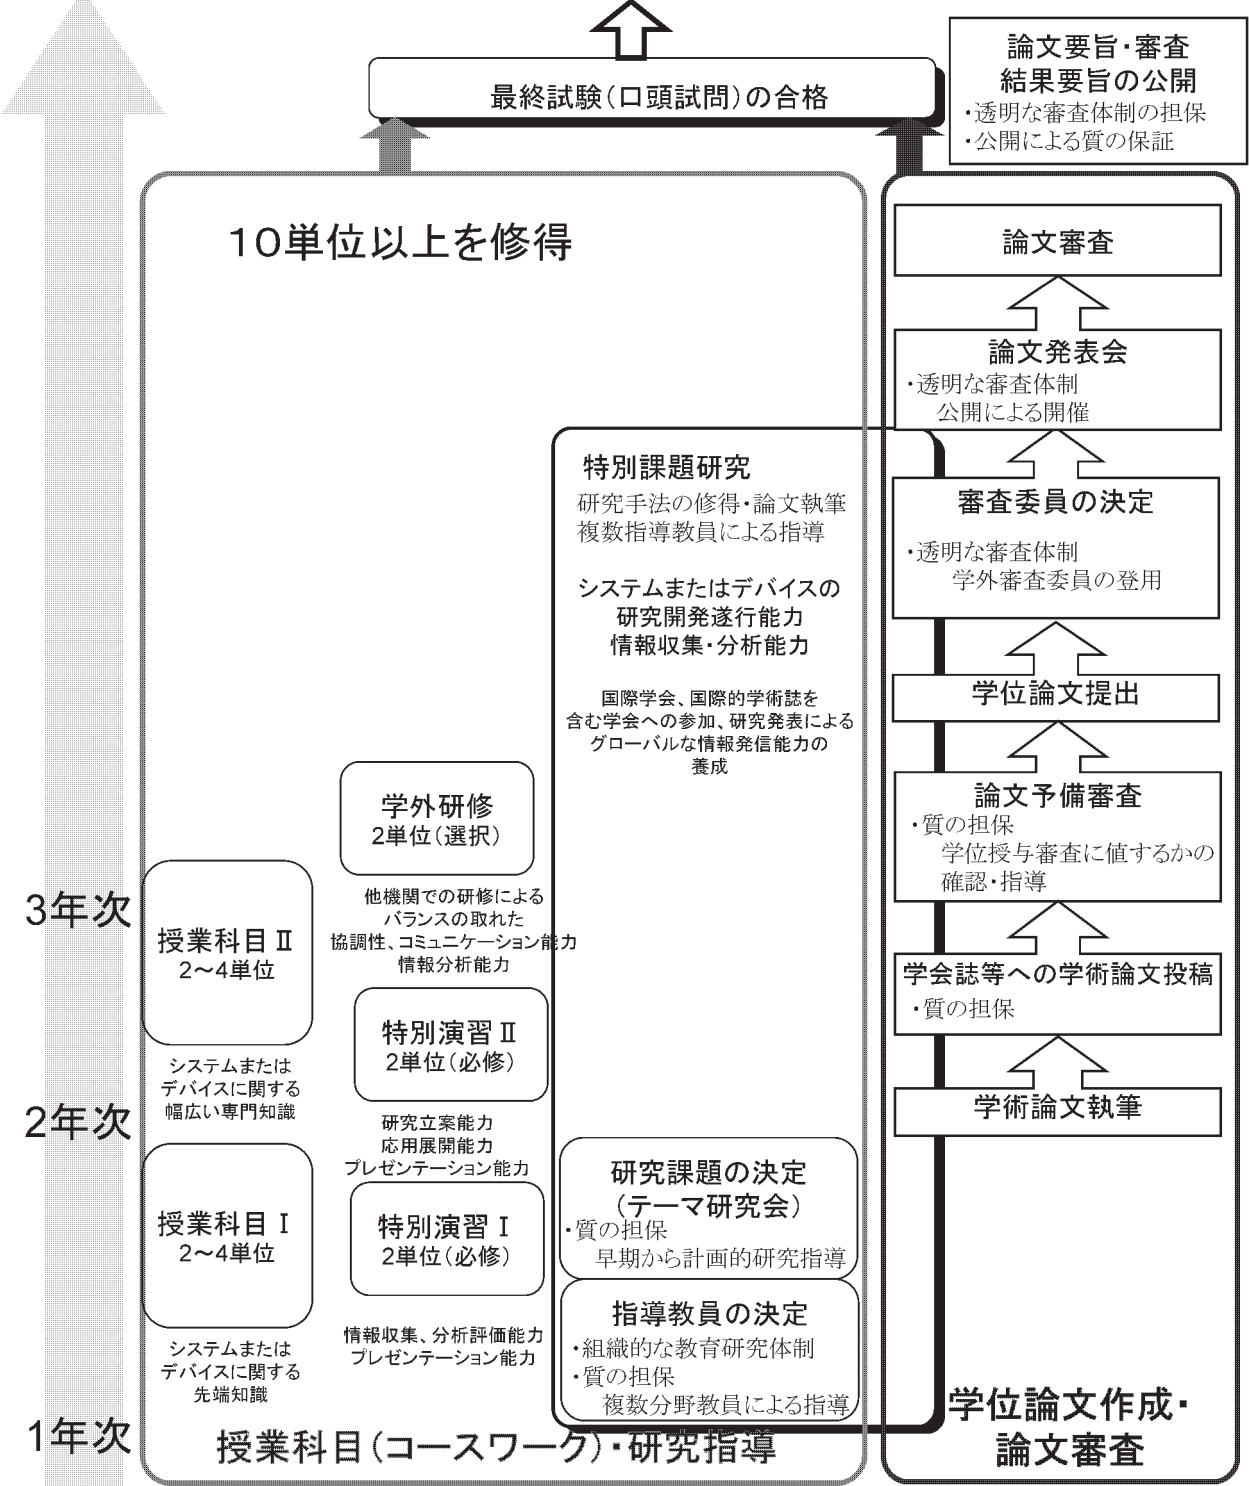 最終試験(口頭試問)の合格
論文要旨・審査
結果要旨の公開
・透明な審査体制の担保
・公開による質の保証
10単位以上を修得
特別課題研究
研究手法の修得・論文執筆
複数指導教員による指導
システムまたはデバイスの
研究開発遂行能力
情報収集・分析能力
国際学会、国際的学術誌を
含む学会への参加、研究発表による
グローバルな情報発信能力の
養成
学外研修
2単位(選択)
他機関での研修による
バランスの取れた
協調性、コミュニケーション能力
情報分析能力
3年次
授業科目Ⅱ
2～4単位
システムまたは
デバイスに関する
幅広い専門知識
特別演習Ⅱ
2単位(必修)
研究立案能力
応用展開能力
プレゼンテーション能力
2年次
授業科目Ⅰ
2～4単位
システムまたは
デバイスに関する
先端知識
特別演習Ⅰ
2単位(必修)
情報収集、分析評価能力
プレゼンテーション能力
研究課題の決定
(テーマ研究会)
・質の担保
早期から計画的研究指導
指導教員の決定
・組織的な教育研究体制
・質の担保
複数分野教員による指導
1年次
授業科目(コースワーク)・研究指導
論文審査
論文発表会
・透明な審査体制
公開による開催
審査委員の決定
・透明な審査体制
学外審査委員の登用
学位論文提出
論文予備審査
・質の担保
学位授与審査に値するかの
確認・指導
学会誌等への学術論文投稿
・質の担保
学術論文執筆
学位論文作成・
論文審査